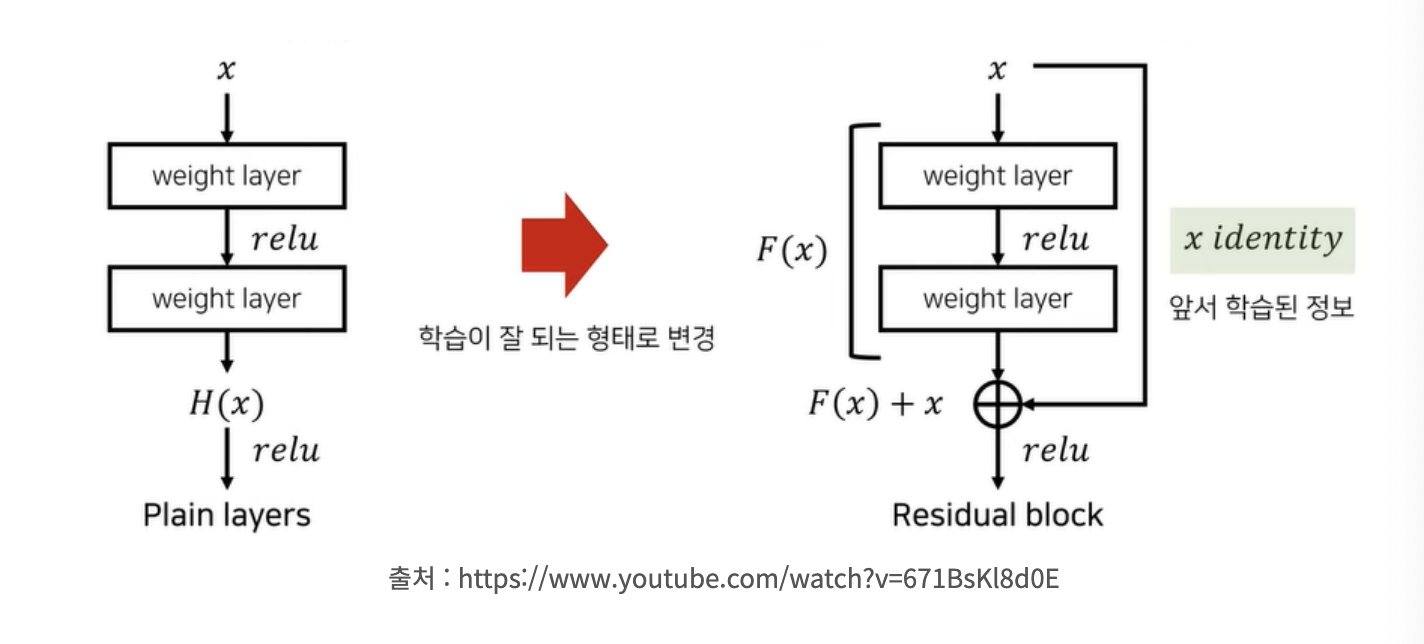 x
weight layer
relu
weight layer
H(x)
relu
Plain layers
학습이 잘 되는 형태로 변경
x
weight layer
relu
weight layer
F(x)
F(x) + x
relu
Residual block
x identity
앞서 학습된 정보
출처 : https://www.youtube.com/watch?v=671BsKl8d0E